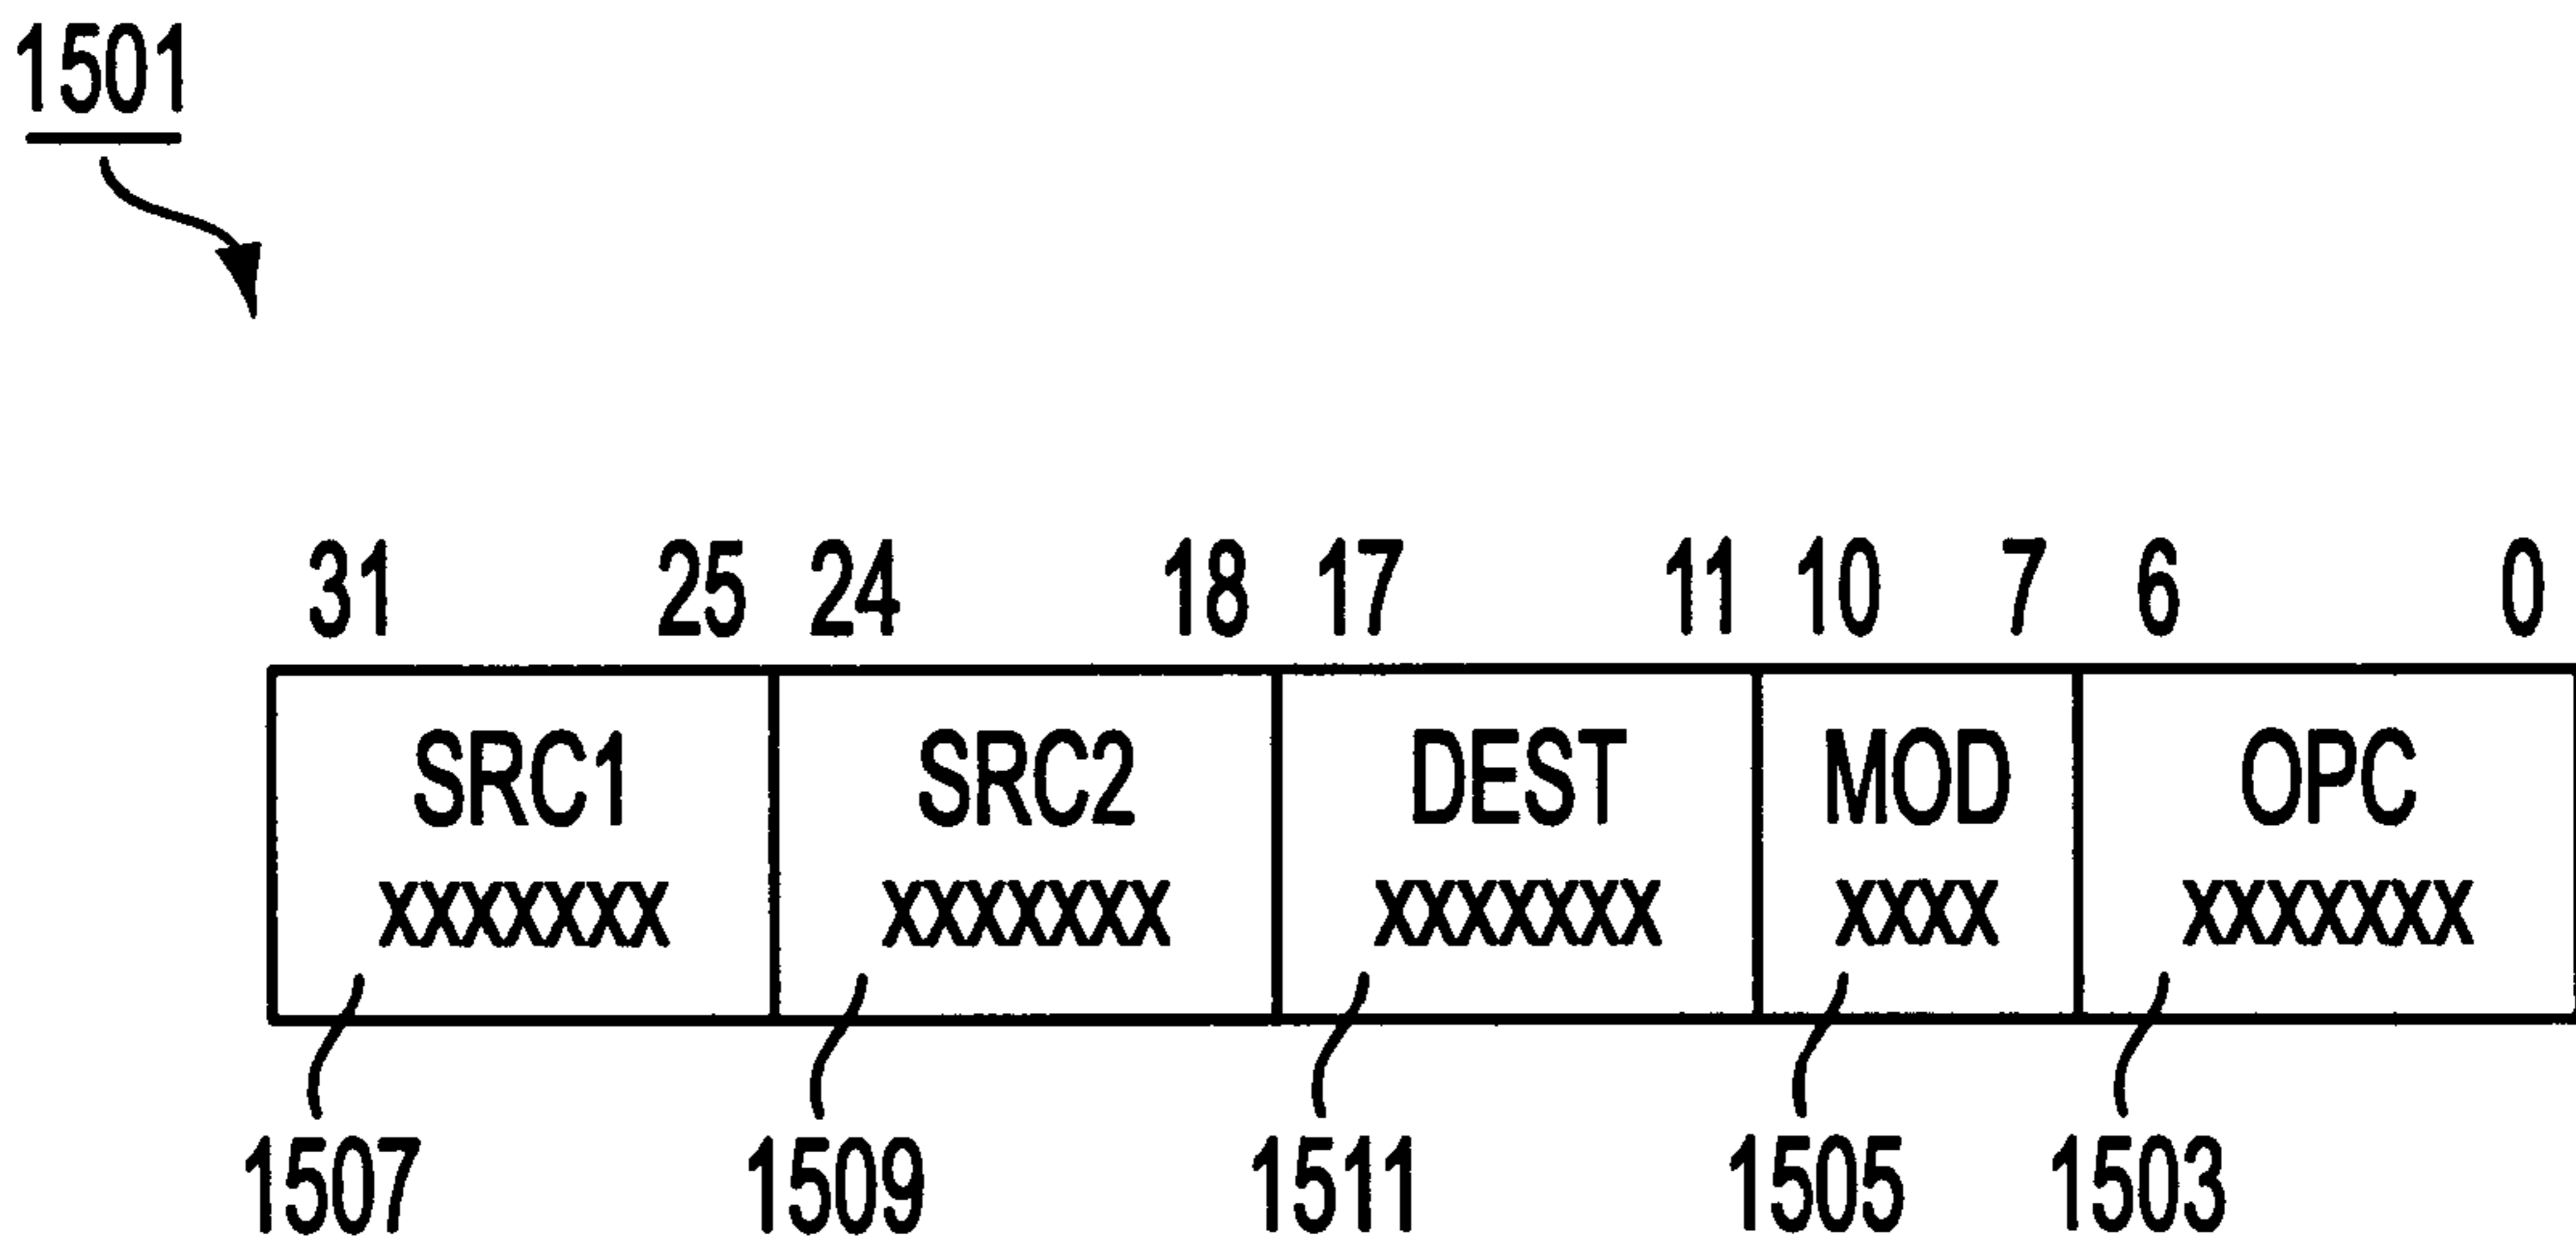 1501
31 25 24 18 17 11 10 7 6 0
SRC1 SRC2 DEST MOD OPC
XXXXXXX XXXXXXX XXXXXXX XXXX XXXXXXX
1507 1509 1511 1505 1503